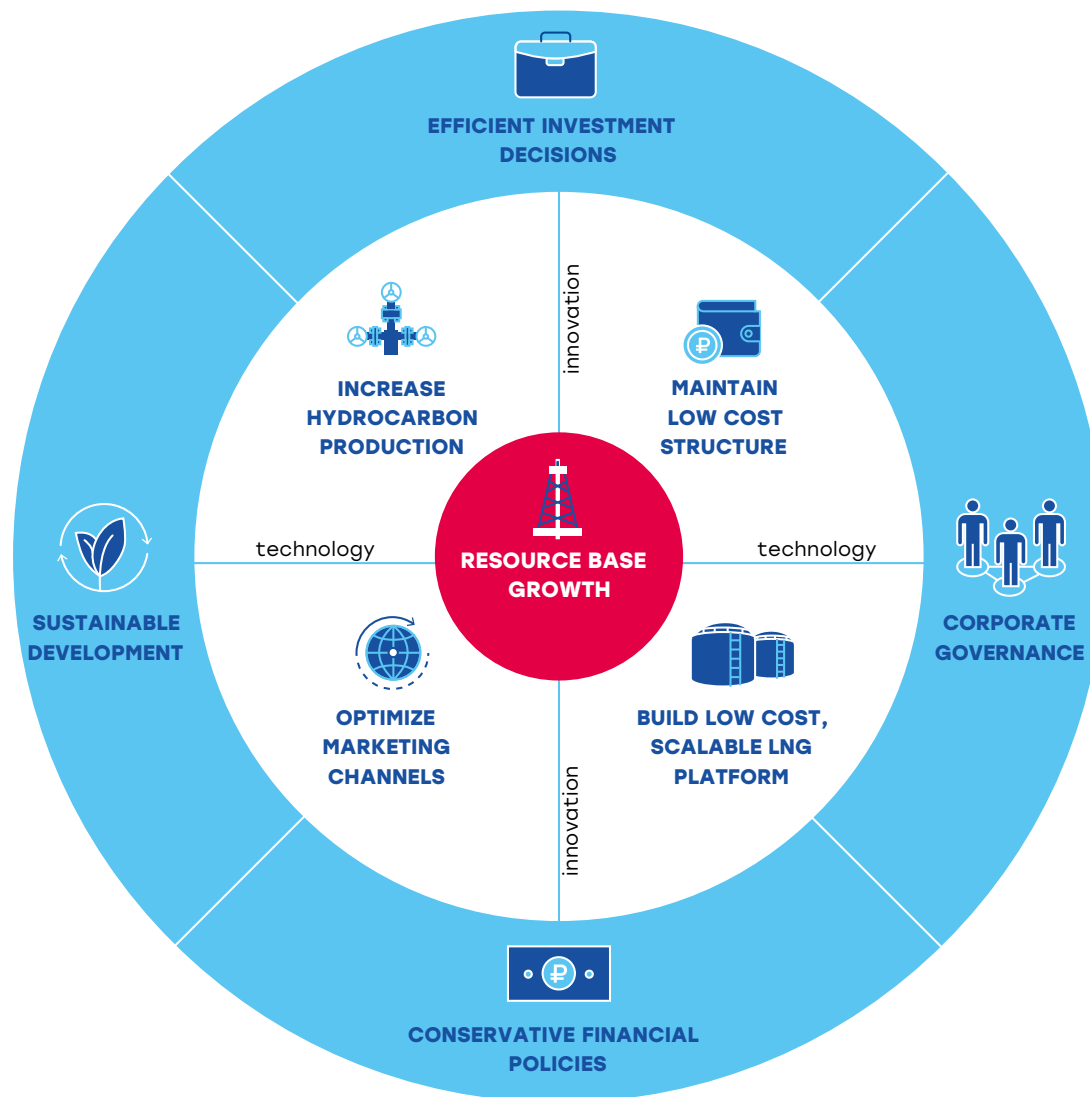 EFFICIENT INVESTMENT
DECISIONS
innovation
INCREASE
HYDROCARBON
PRODUCTION
MAINTAIN
LOW COST
STRUCTURE
₽
technology
RESOURCE BASE
GROWTH
technology
SUSTAINABLE
DEVELOPMENT
CORPORATE
GOVERNANCE
OPTIMIZE
MARKETING
CHANNELS
BUILD LOW COST,
SCALABLE LNG
PLATFORM
innovation
₽
CONSERVATIVE FINANCIAL
POLICIES